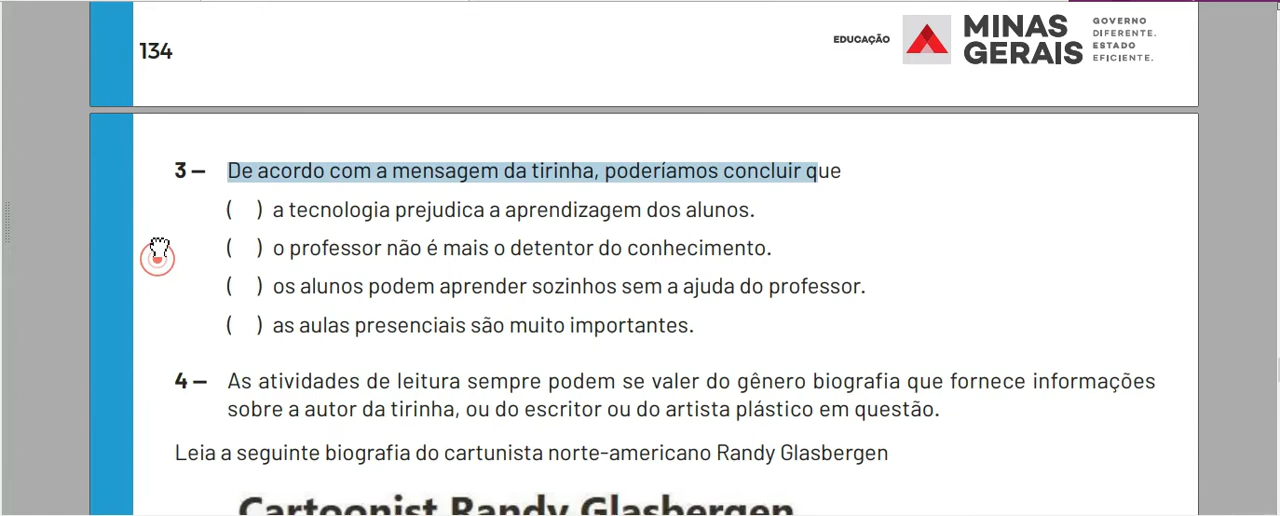 134
EDUCAÇÃO
MINAS
GERAIS
GOVERNO
DIFERENTE.
ESTADO
EFICIENTE.
3 – De acordo com a mensagem da tirinha, poderíamos concluir que
( ) a tecnologia prejudica a aprendizagem dos alunos.
( ) o professor não é mais o detentor do conhecimento.
( ) os alunos podem aprender sozinhos sem a ajuda do professor.
( ) as aulas presenciais são muito importantes.
4 – As atividades de leitura sempre podem se valer do gênero biografia que fornece informações
sobre a autor da tirinha, ou do escritor ou do artista plástico em questão.
Leia a seguinte biografia do cartunista norte-americano Randy Glasbergen
Cartoonist Randy Glasbergen